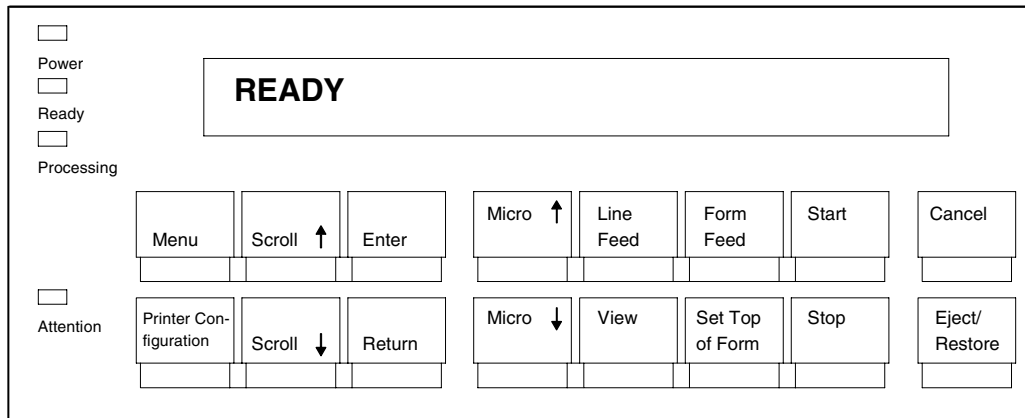 Power
READY
Ready
Processing
Menu
Scroll ↑
Enter
Micro ↑
Line
Feed
Form
Feed
Start
Cancel
Attention
Printer Con-
figuration
Scroll ↓
Return
Micro ↓
View
Set Top
of Form
Stop
Eject/
Restore